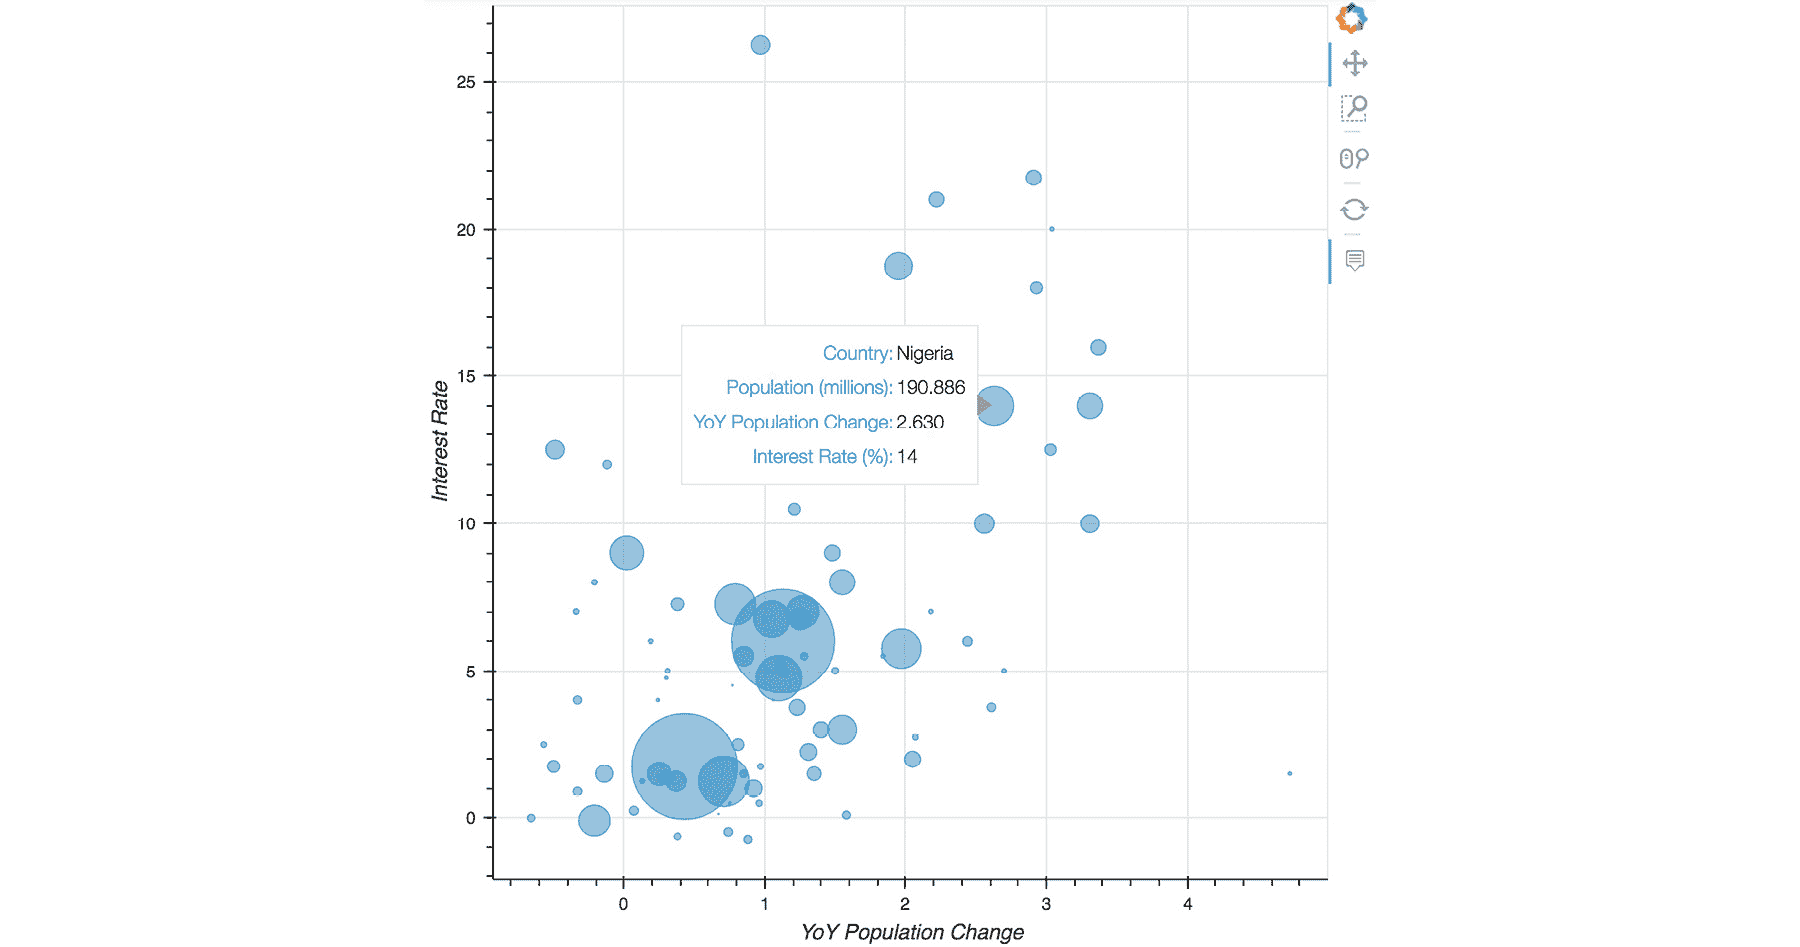 25
20
15
10
5
0
Interest Rate
Country: Nigeria
Population (millions): 190.886
YoY Population Change: 2.630
Interest Rate (%): 14
0 1 2 3 4
YoY Population Change